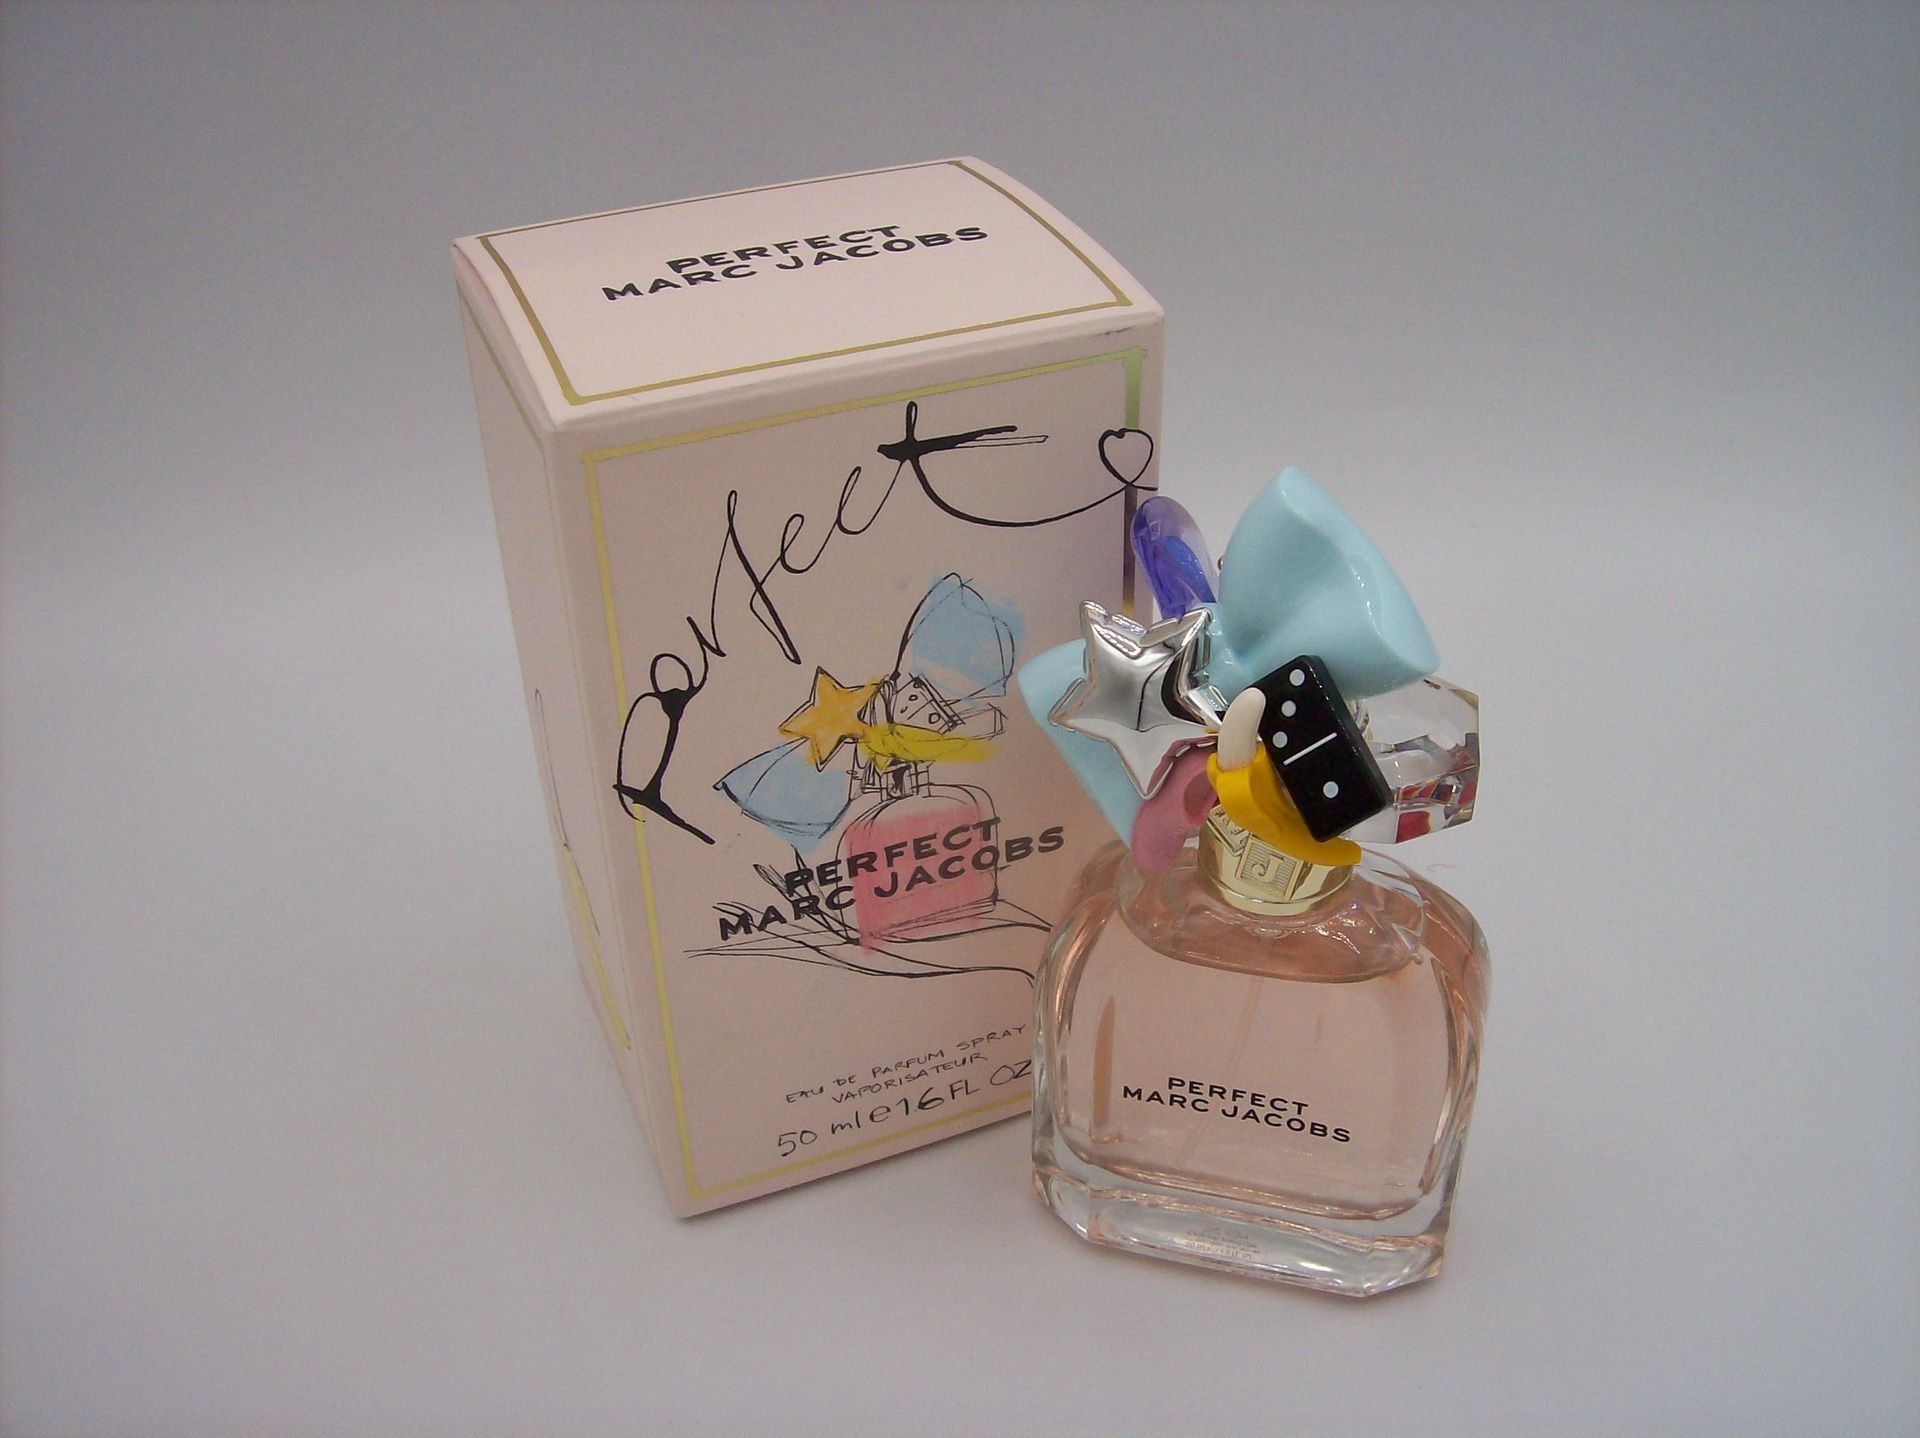 PERFECT
MARC JACOBS
perfect
PERFECT
MARC JACOBS
EAU DE PARFUM SPRAY
VAPORISATEUR
50 ml e 1.6 FL OZ
J
PERFECT
MARC JACOBS